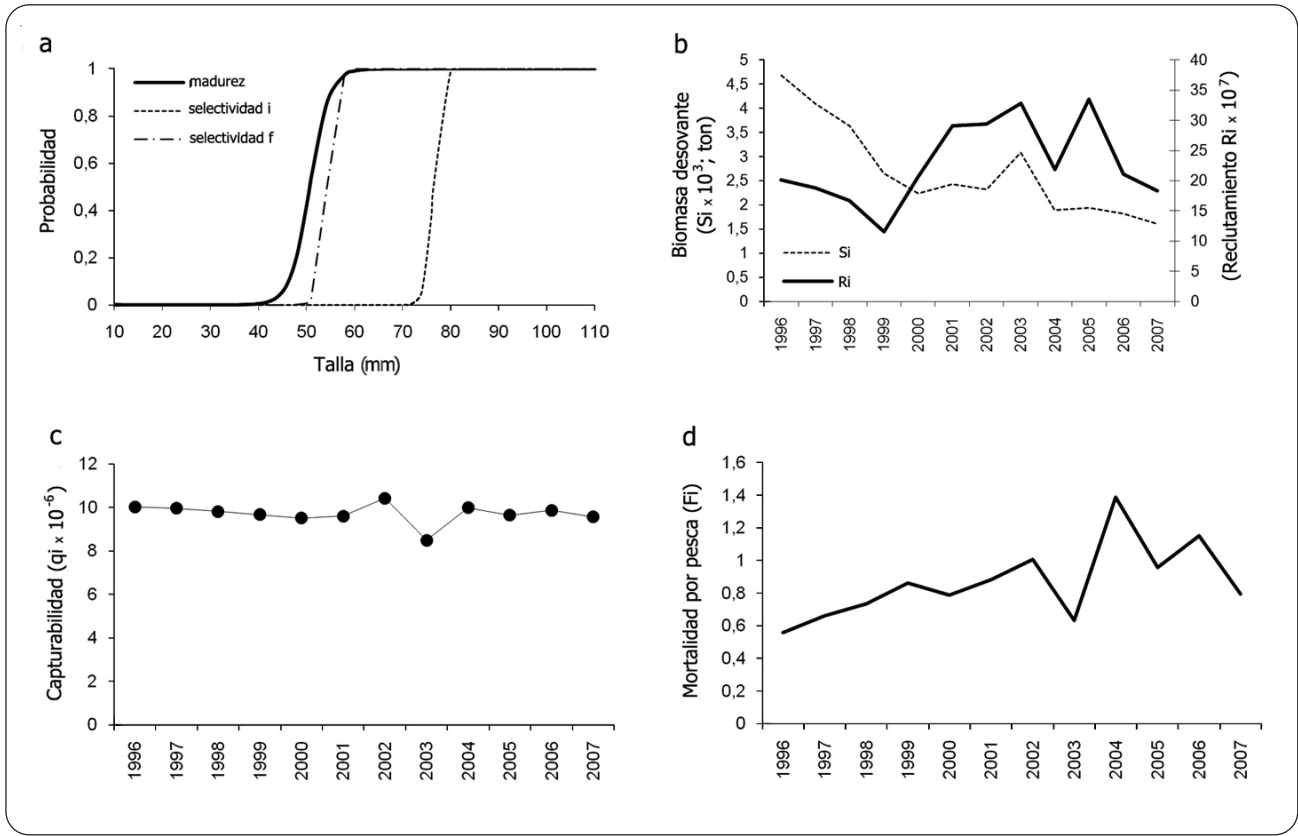 a
Probabilidad
1
0,8
0,6
0,4
0,2
0
madurez
selectividad i
selectividad f
10 20 30 40 50 60 70 80 90 100 110
Talla (mm)
b
Biomasa desovante
(Si x 10³; ton)
5
4,5
4
3,5
3
2,5
2
1,5
1
0,5
0
Si
Ri
40
35
30
25
20
15
10
5
0
(Reclutamiento Ri x 10⁷)
1996 1997 1998 1999 2000 2001 2002 2003 2004 2005 2006 2007
c
Capturabilidad (qi x 10⁻⁶)
12
10
8
6
4
2
0
1996 1997 1998 1999 2000 2001 2002 2003 2004 2005 2006 2007
d
Mortalidad por pesca (Fi)
1,6
1,4
1,2
1
0,8
0,6
0,4
0,2
0
1996 1997 1998 1999 2000 2001 2002 2003 2004 2005 2006 2007